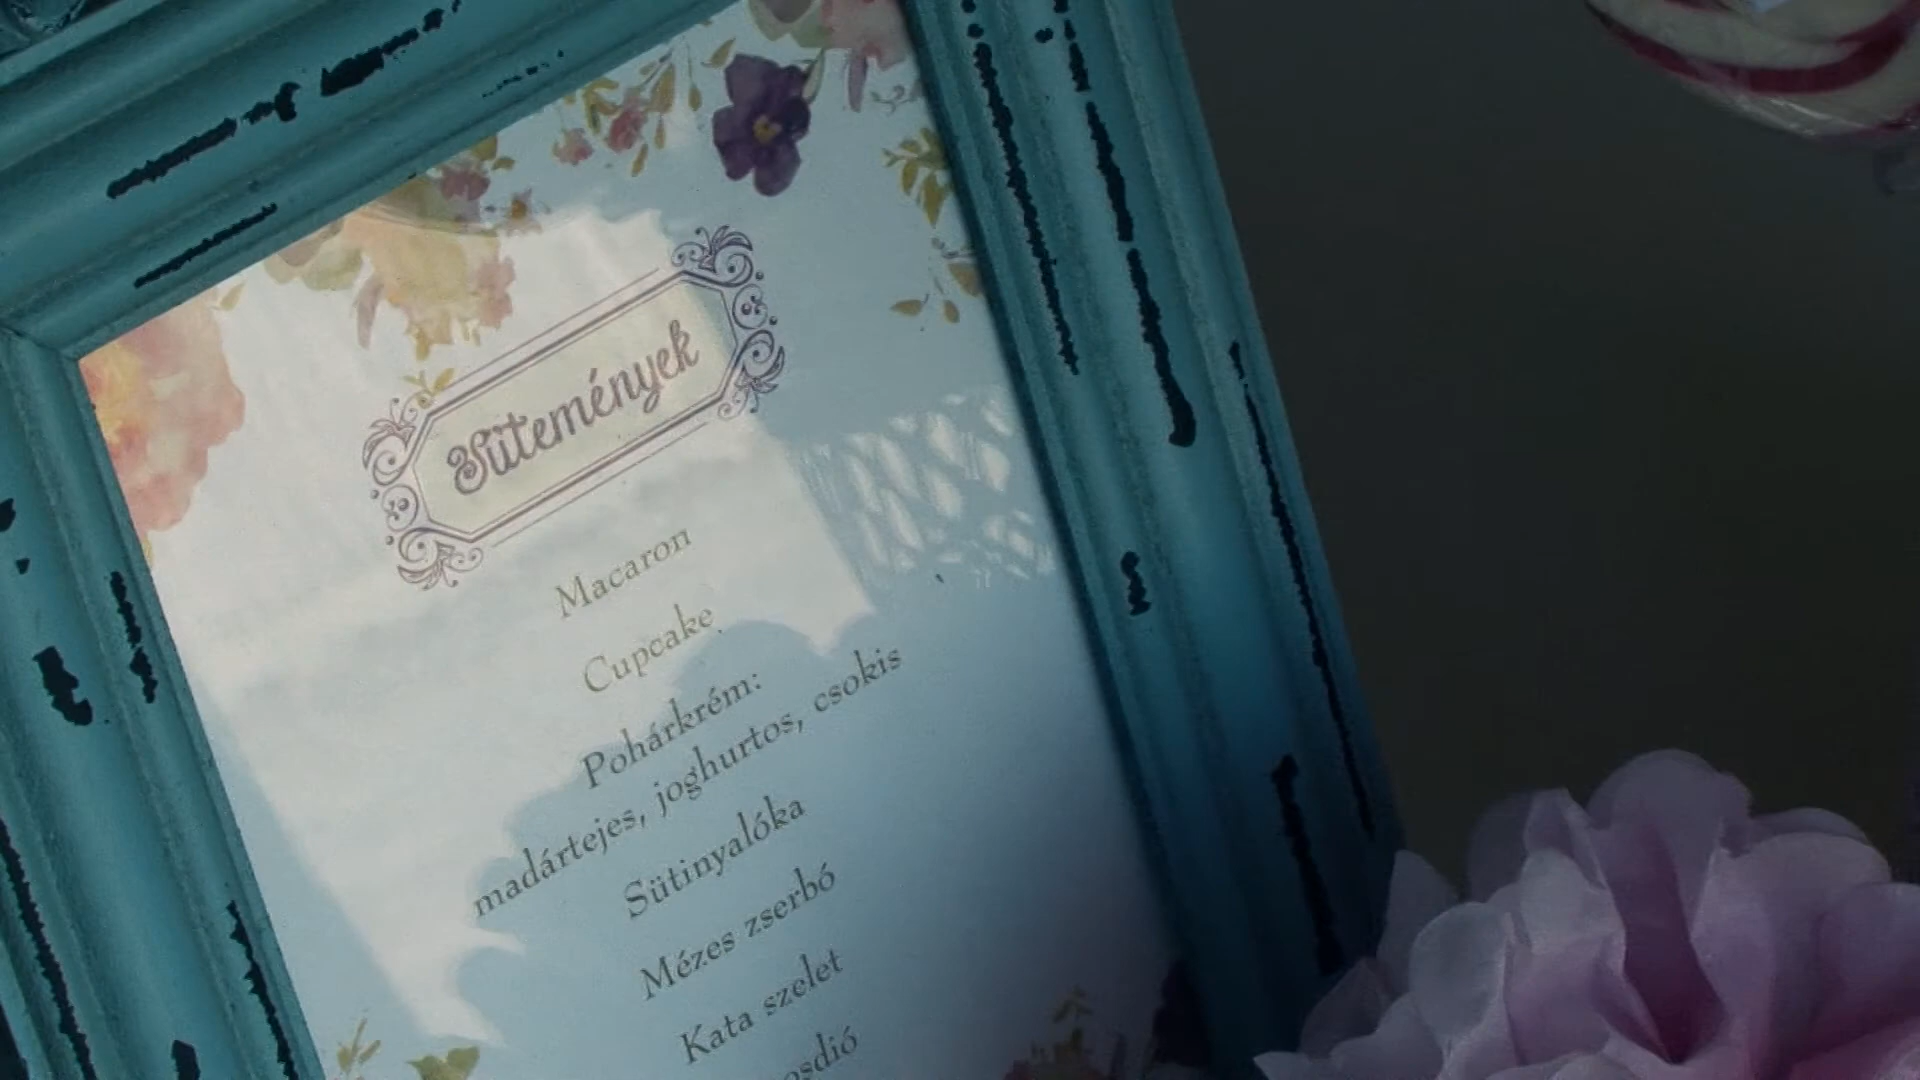 Sütemények
Macaron
Cupcake
Pohárkrém:
madártejes, joghurtos, csokis
Sütinyalóka
Mézes zserbó
Kata szelet